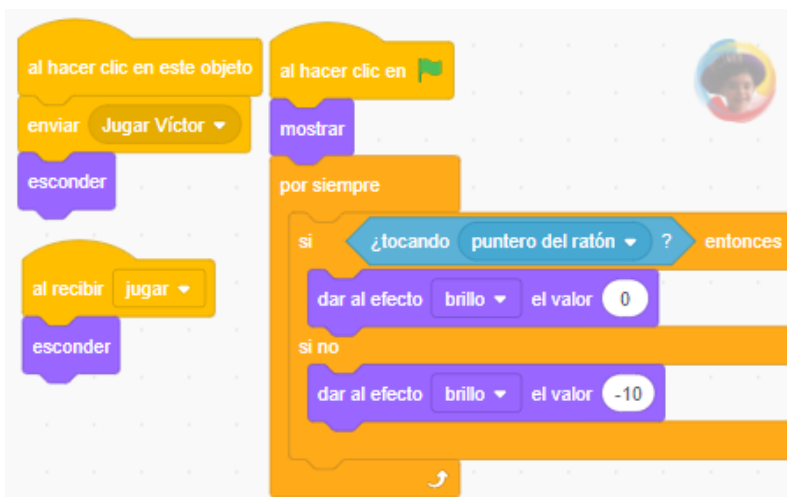 al hacer clic en este objeto
enviar Jugar Víctor
esconder
al recibir jugar
esconder
al hacer clic en
mostrar
por siempre
si ¿tocando puntero del ratón ? entonces
dar al efecto brillo el valor 0
si no
dar al efecto brillo el valor -10